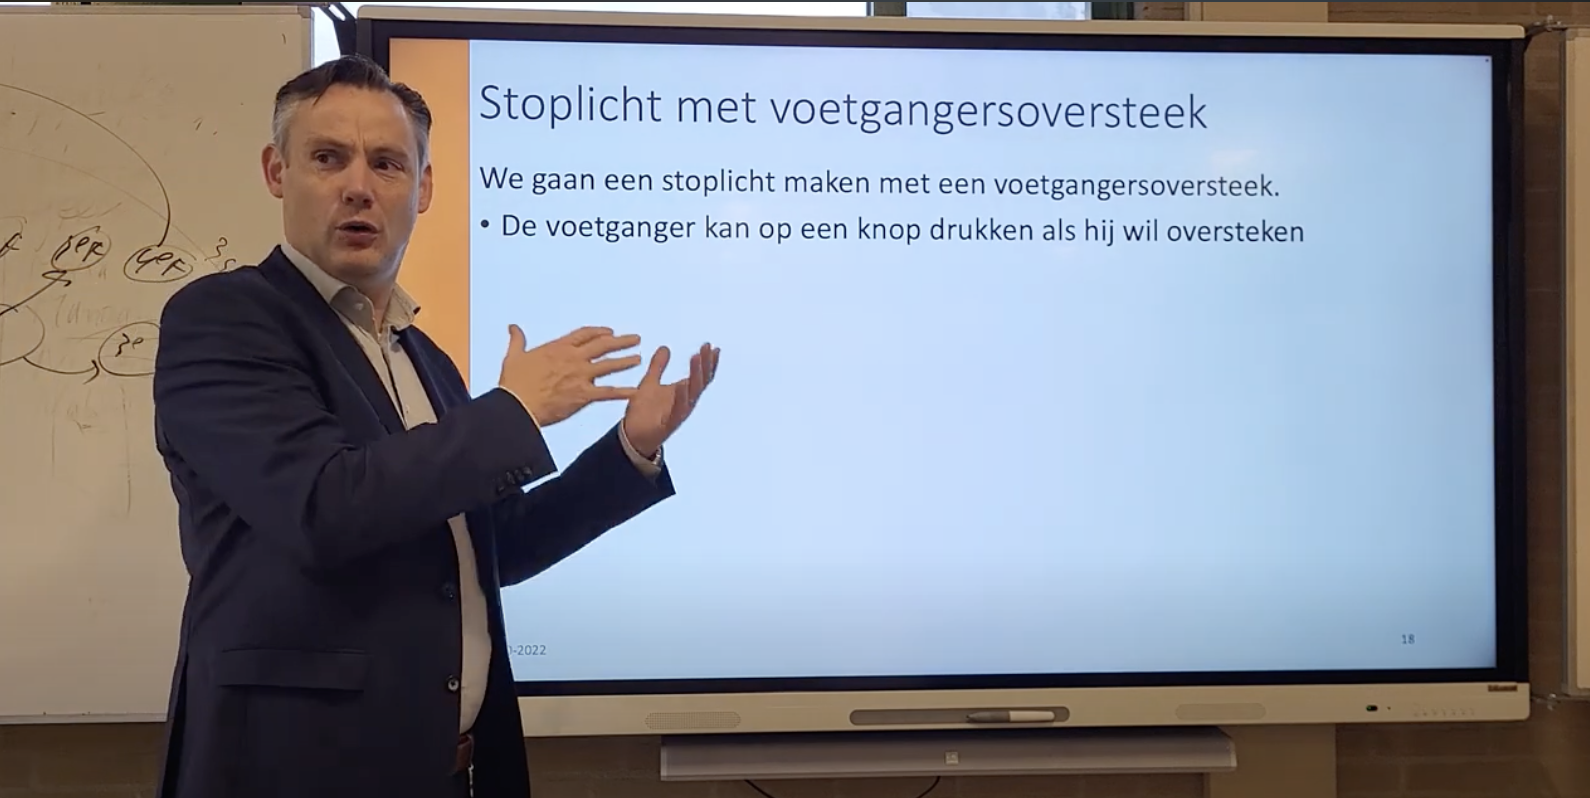 Stoplicht met voetgangersoversteek
We gaan een stoplicht maken met een voetgangersoversteek.
• De voetganger kan op een knop drukken als hij wil oversteken
-2022
18